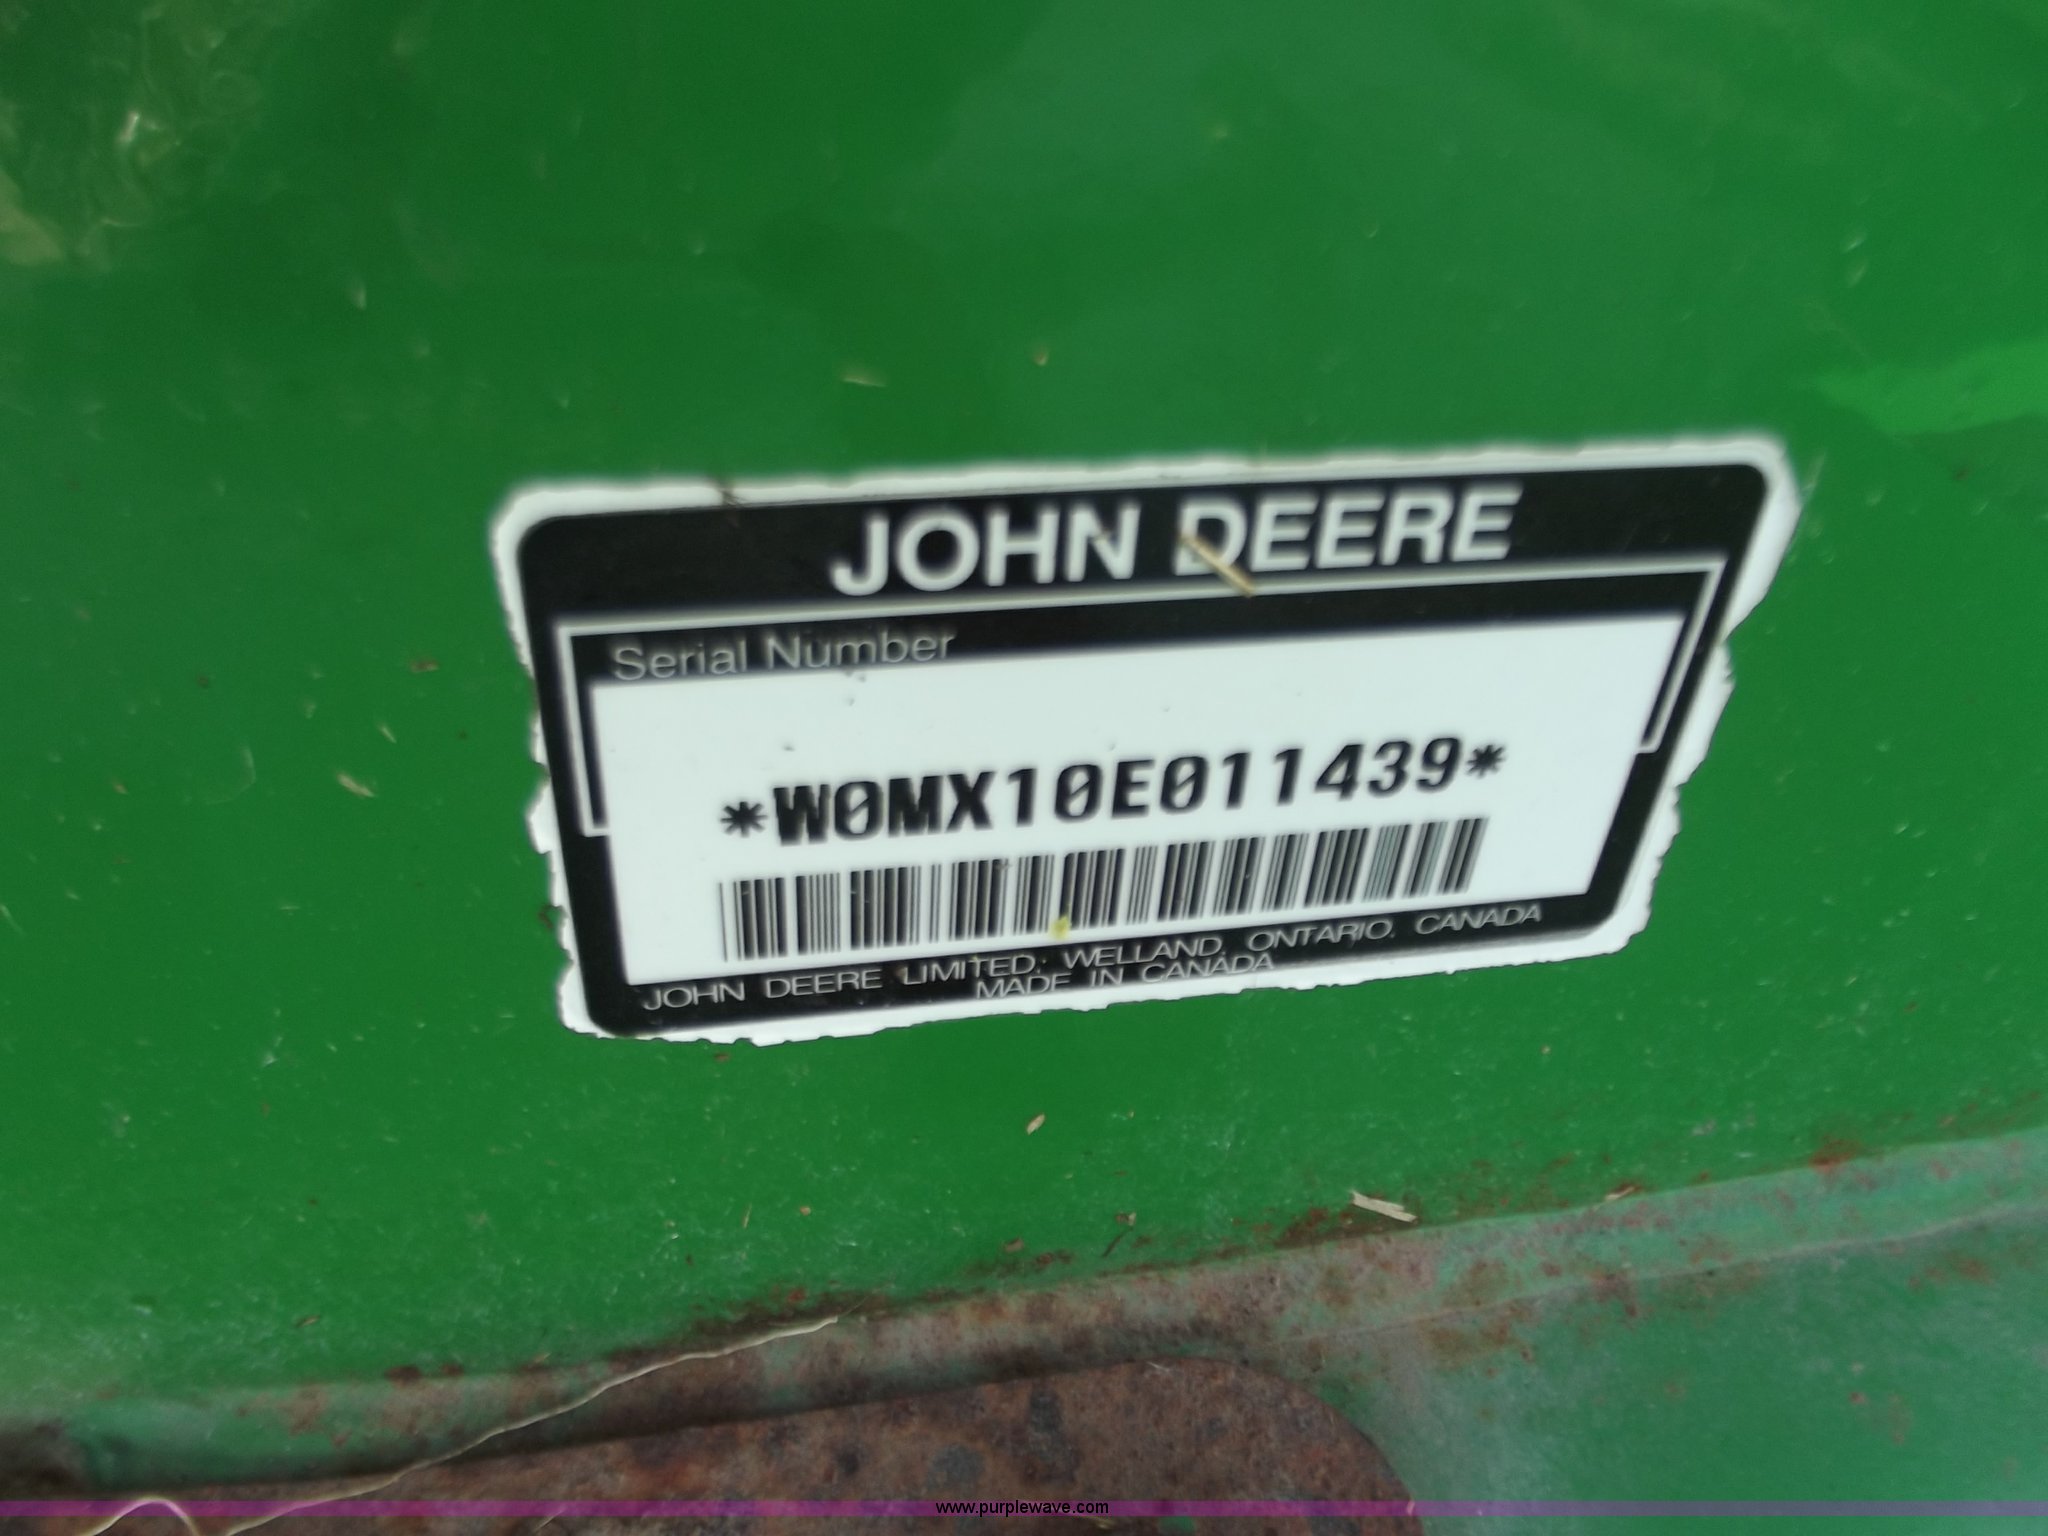 JOHN DEERE
Serial Number
*W0MX10E011439*
JOHN DEERE LIMITED, WELLAND, ONTARIO, CANADA
MADE IN CANADA
www.purplewave.com